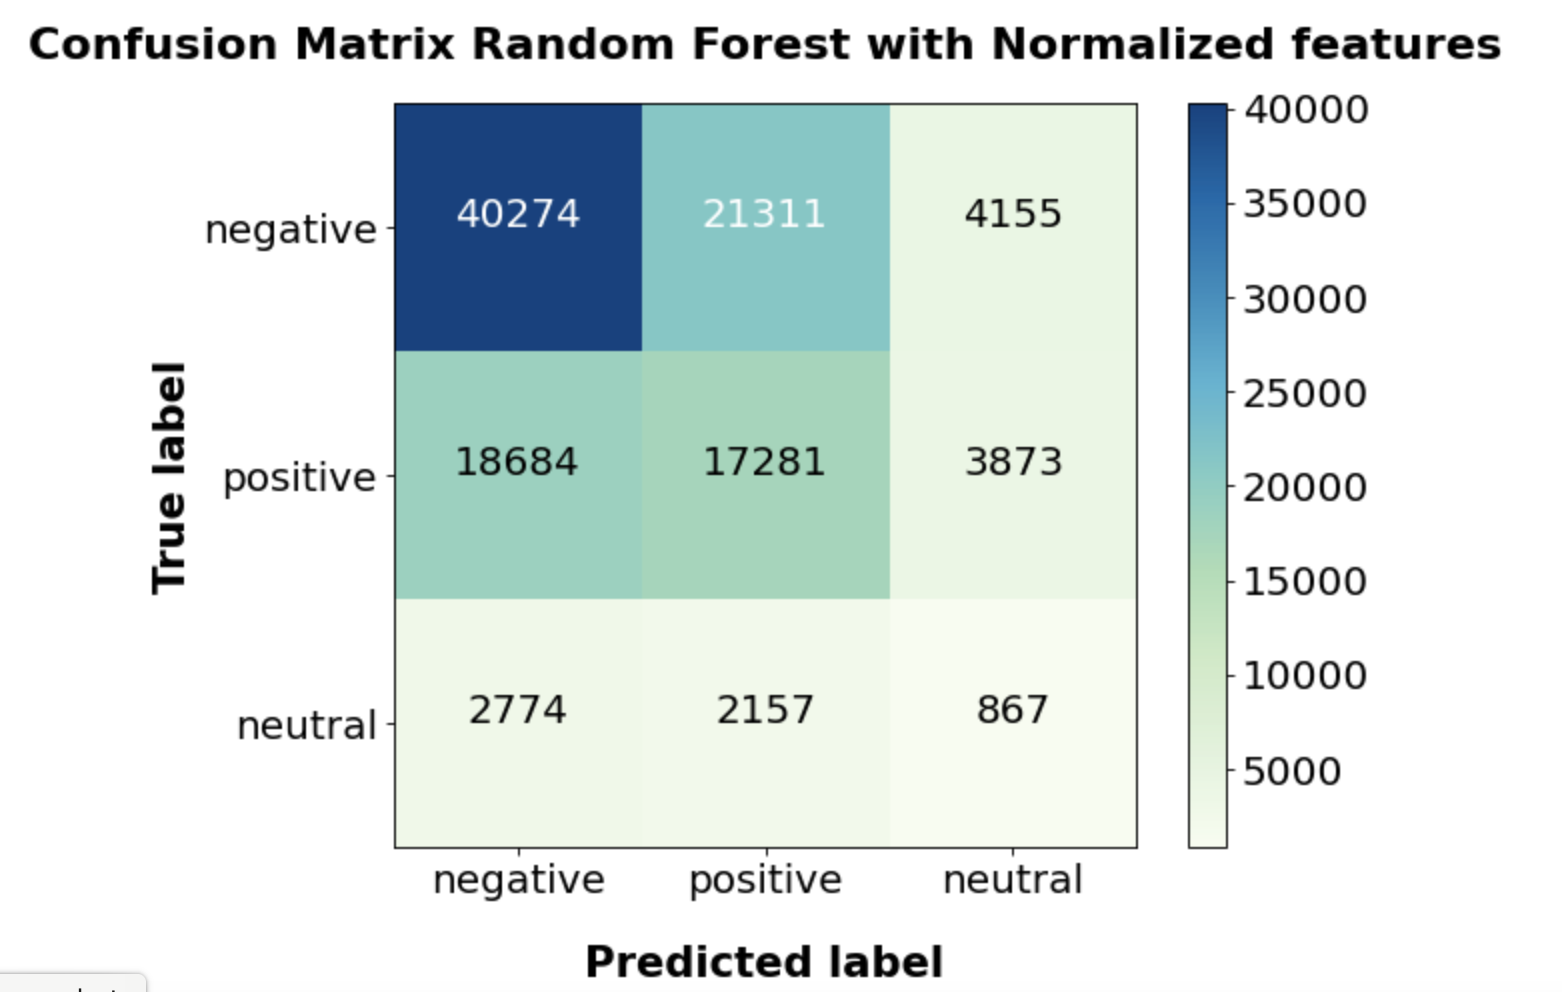 Confusion Matrix Random Forest with Normalized features
40000
negative 40274 21311 4155
35000
30000
25000
True label
positive 18684 17281 3873
20000
15000
10000
neutral 2774 2157 867
5000
negative positive neutral
Predicted label